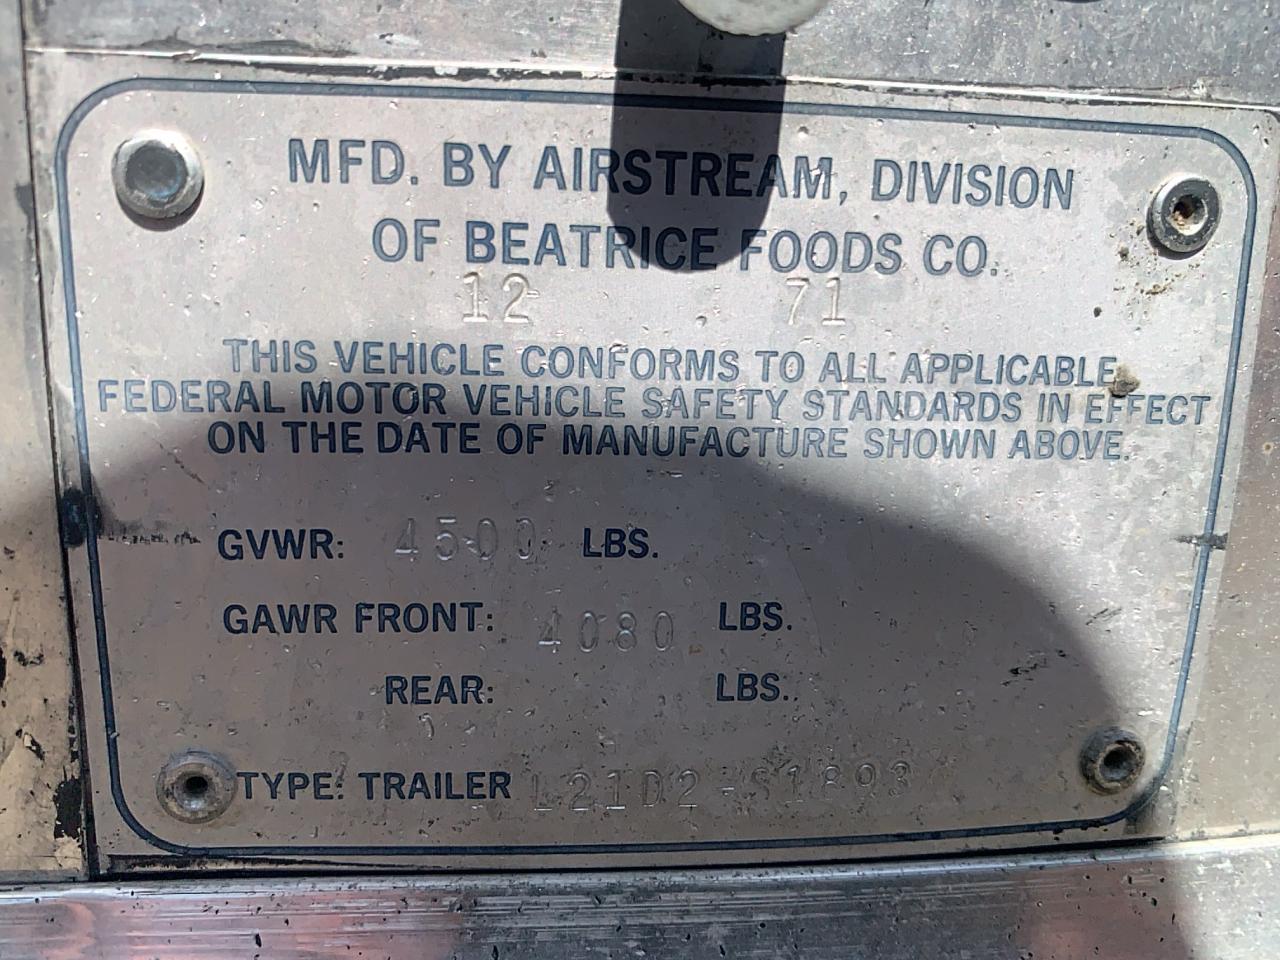 MFD. BY AIRSTREAM, DIVISION
OF BEATRICE FOODS CO.
12 71
THIS VEHICLE CONFORMS TO ALL APPLICABLE
FEDERAL MOTOR VEHICLE SAFETY STANDARDS IN EFFECT
ON THE DATE OF MANUFACTURE SHOWN ABOVE.
GVWR: 4500 LBS.
GAWR FRONT: 4080 LBS.
REAR: LBS.
TYPE: TRAILER L21D2-S1893